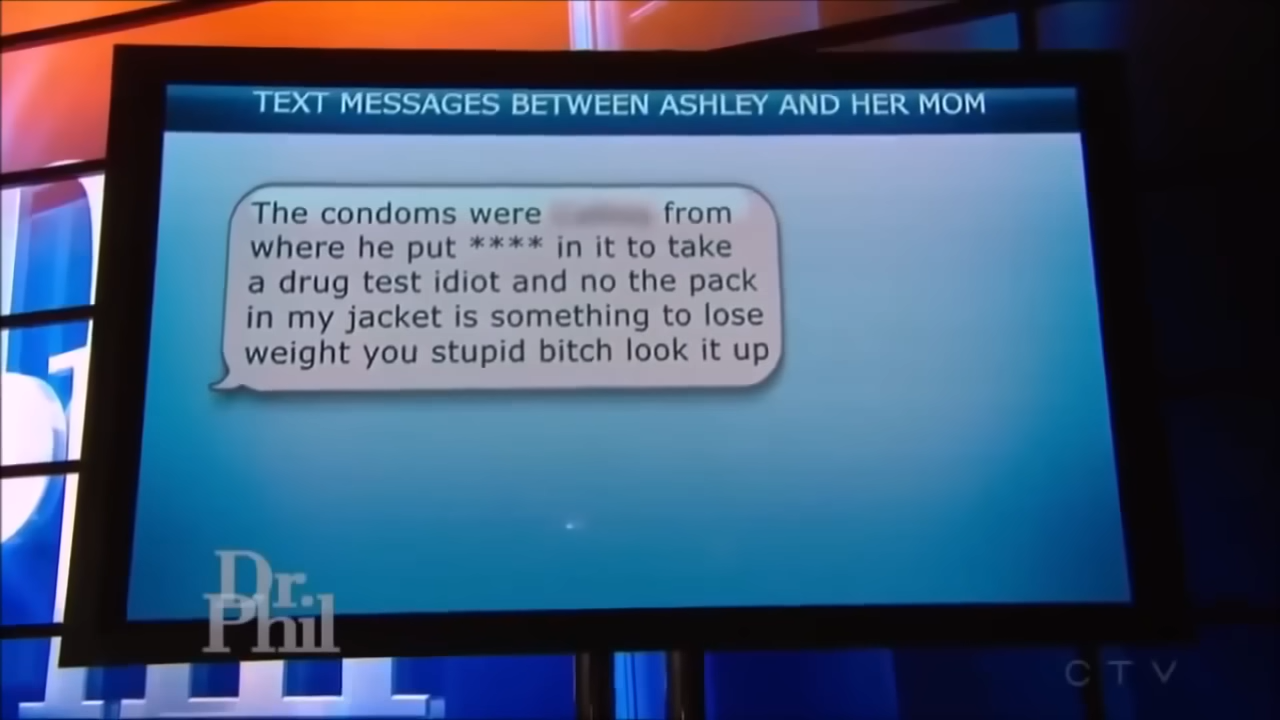 TEXT MESSAGES BETWEEN ASHLEY AND HER MOM
The condoms were from
where he put **** in it to take
a drug test idiot and no the pack
in my jacket is something to lose
weight you stupid bitch look it up
Dr.
Phil
CTV